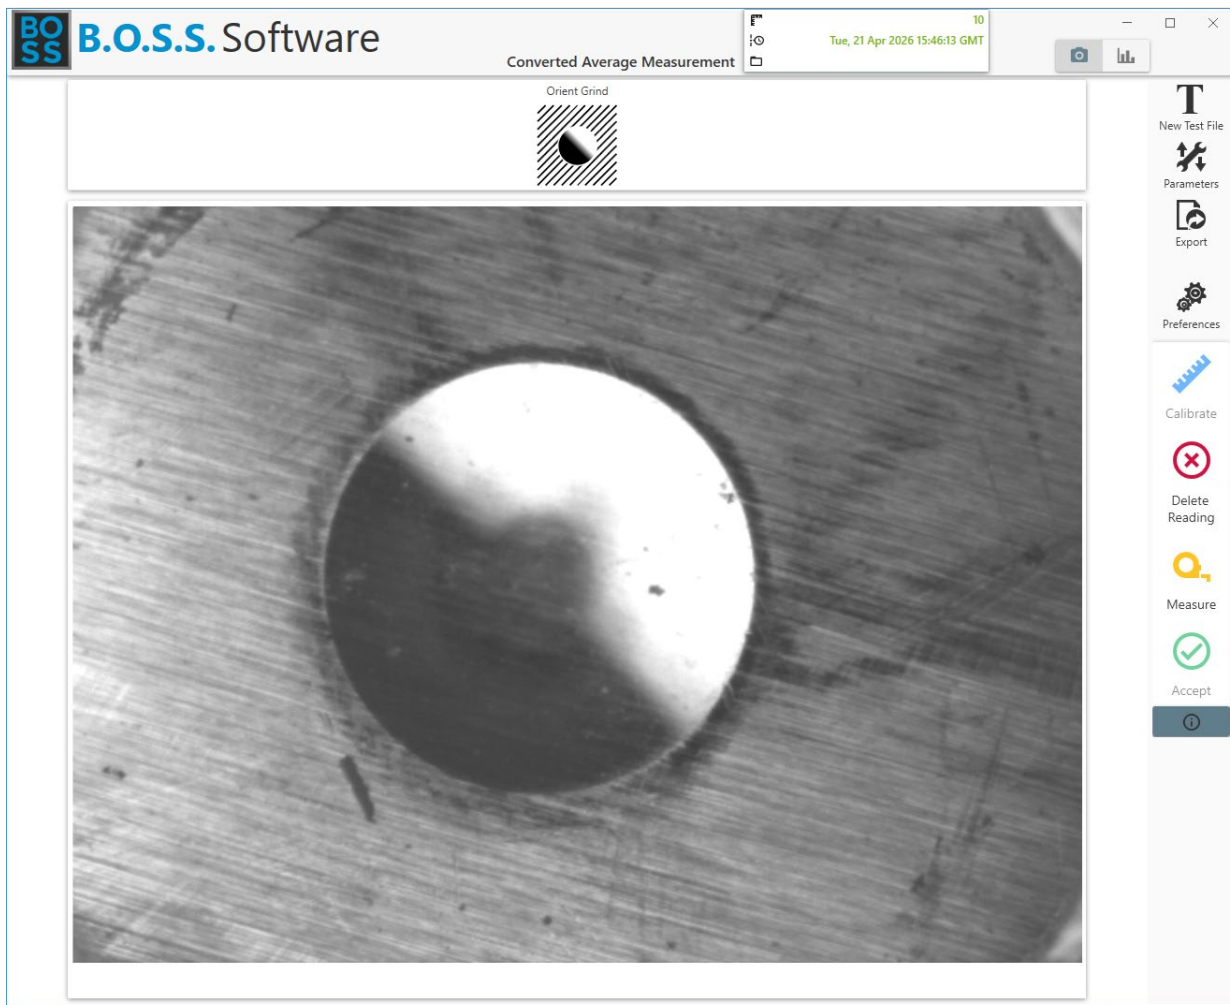 BO
SS
B.O.S.S. Software
Converted Average Measurement
10
Tue, 21 Apr 2026 15:46:13 GMT
Orient Grind
T
New Test File
Parameters
Export
Preferences
Calibrate
Delete
Reading
Measure
Accept